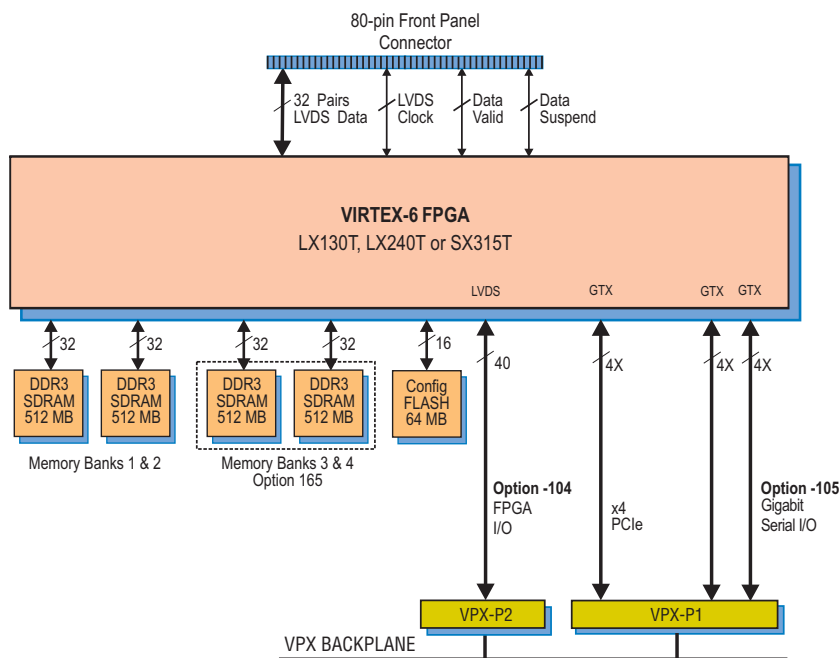 80-pin Front Panel
Connector
32 Pairs
LVDS Data
LVDS
Clock
Data
Valid
Data
Suspend
VIRTEX-6 FPGA
LX130T, LX240T or SX315T
LVDS
GTX
GTX
GTX
32
32
32
32
16
40
4X
4X
4X
DDR3
SDRAM
512 MB
DDR3
SDRAM
512 MB
DDR3
SDRAM
512 MB
DDR3
SDRAM
512 MB
Config
FLASH
64 MB
Memory Banks 1 & 2
Memory Banks 3 & 4
Option 165
Option -104
FPGA
I/O
x4
PCIe
Option -105
Gigabit
Serial I/O
VPX-P2
VPX-P1
VPX BACKPLANE